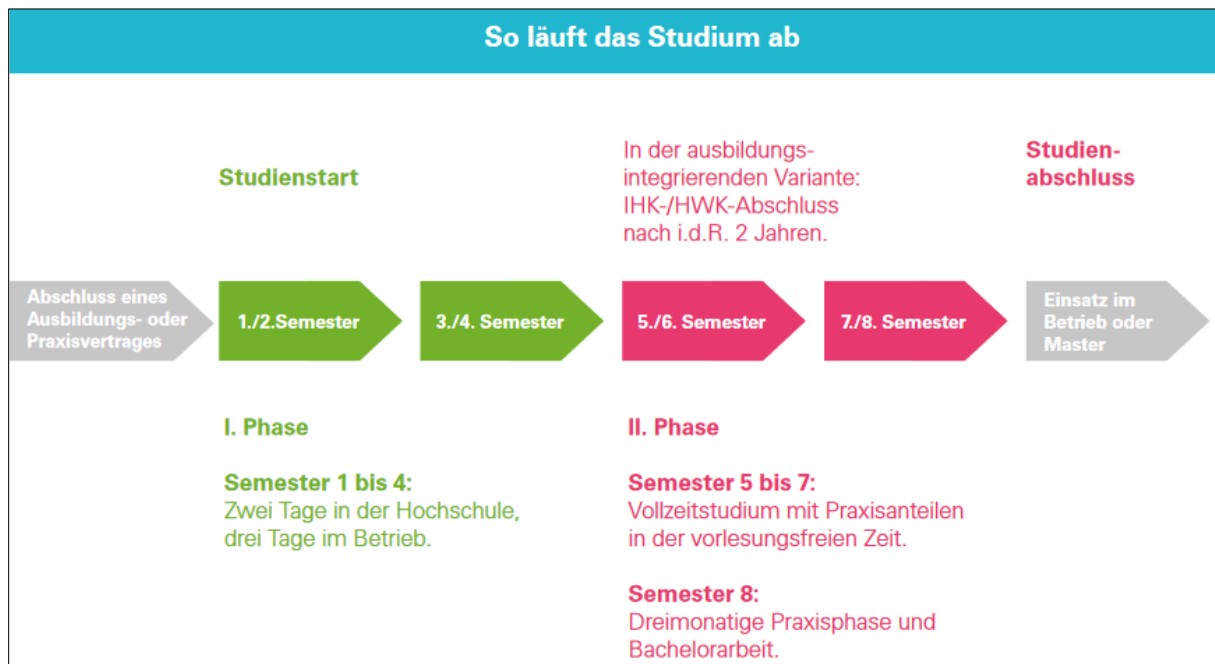 So läuft das Studium ab
Studienstart
In der ausbildungs-
integrierenden Variante:
IHK-/HWK-Abschluss
nach i.d.R. 2 Jahren.
Studien-
abschluss
Abschluss eines
Ausbildungs- oder
Praxisvertrages
1./2.Semester
3./4. Semester
5./6. Semester
7./8. Semester
Einsatz im
Betrieb oder
Master
I. Phase
Semester 1 bis 4:
Zwei Tage in der Hochschule,
drei Tage im Betrieb.
II. Phase
Semester 5 bis 7:
Vollzeitstudium mit Praxisanteilen
in der vorlesungsfreien Zeit.
Semester 8:
Dreimonatige Praxisphase und
Bachelorarbeit.